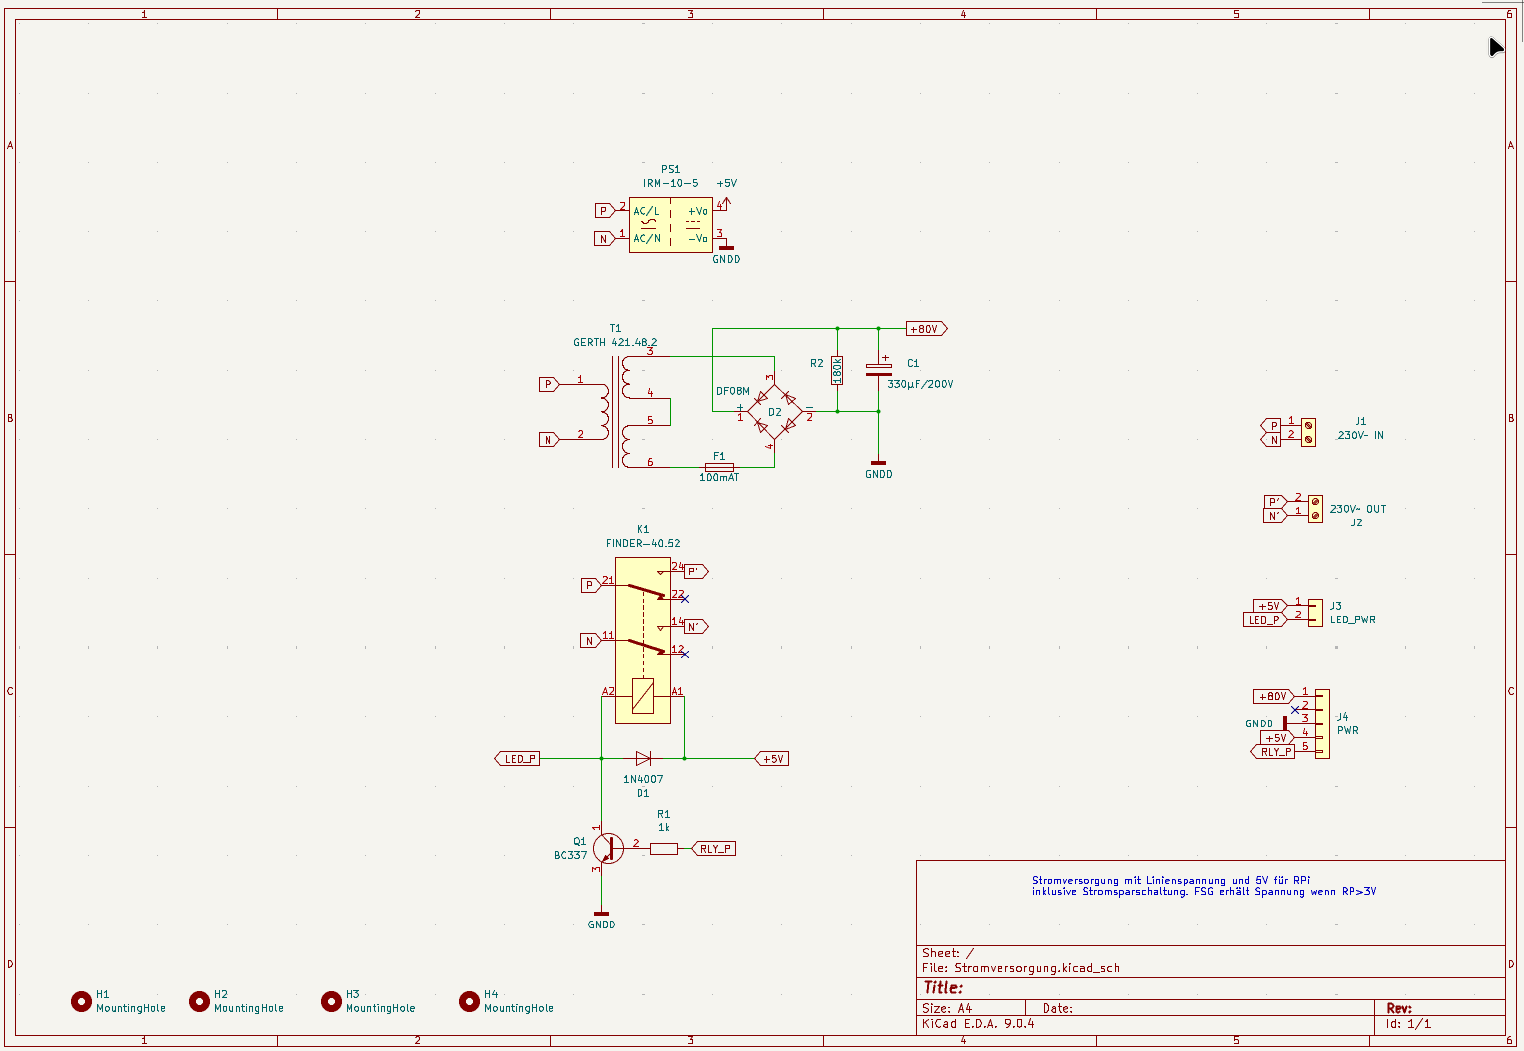 1 2 3 4 5 6
A A
PS1
IRM-10-5 +5V
P 2 AC/L +Vo 4
N 1 AC/N -Vo 3
GNDD
T1
GERTH 421.48.2
+80V
3
P 1
4
5
N 2
6
F1
100mAT
DF08M
D2
3
+ 1
- 2
4
R2
180k
+
C1
330µF/200V
GNDD
B B
P 1
N 2
J1
230V~ IN
P' 2
N' 1
230V~ OUT
J2
K1
FINDER-40.52
24 P'
P 21
22
14 N'
N 11
12
A2 A1
LED_P
+5V
1N4007
D1
+5V 1
LED_P 2
J3
LED_PWR
C C
+80V 1
2
GNDD 3
+5V 4
RLY_P 5
J4
PWR
R1
1k
1
Q1
BC337
2
RLY_P
3
GNDD
Stromversorgung mit Linienspannung und 5V für RPi
inklusive Stromsparschaltung. FSG erhält Spannung wenn RP>3V
Sheet: /
File: Stromversorgung.kicad_sch
Title:
Size: A4 Date: Rev:
KiCad E.D.A. 9.0.4 Id: 1/1
D D
H1
MountingHole
H2
MountingHole
H3
MountingHole
H4
MountingHole
1 2 3 4 5 6